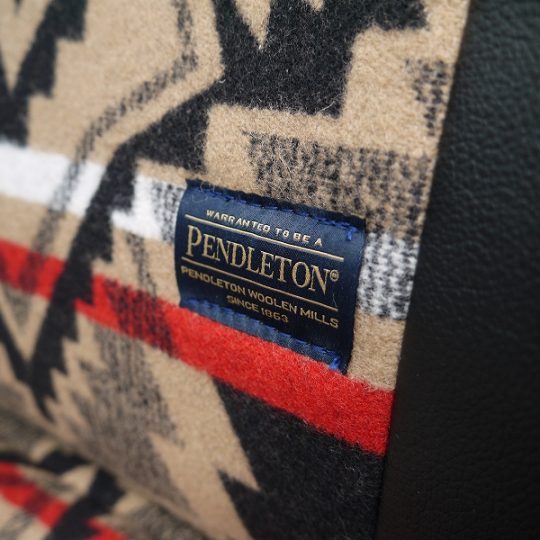 WARRANTED TO BE A
PENDLETON®
PENDLETON WOOLEN MILLS
SINCE 1863